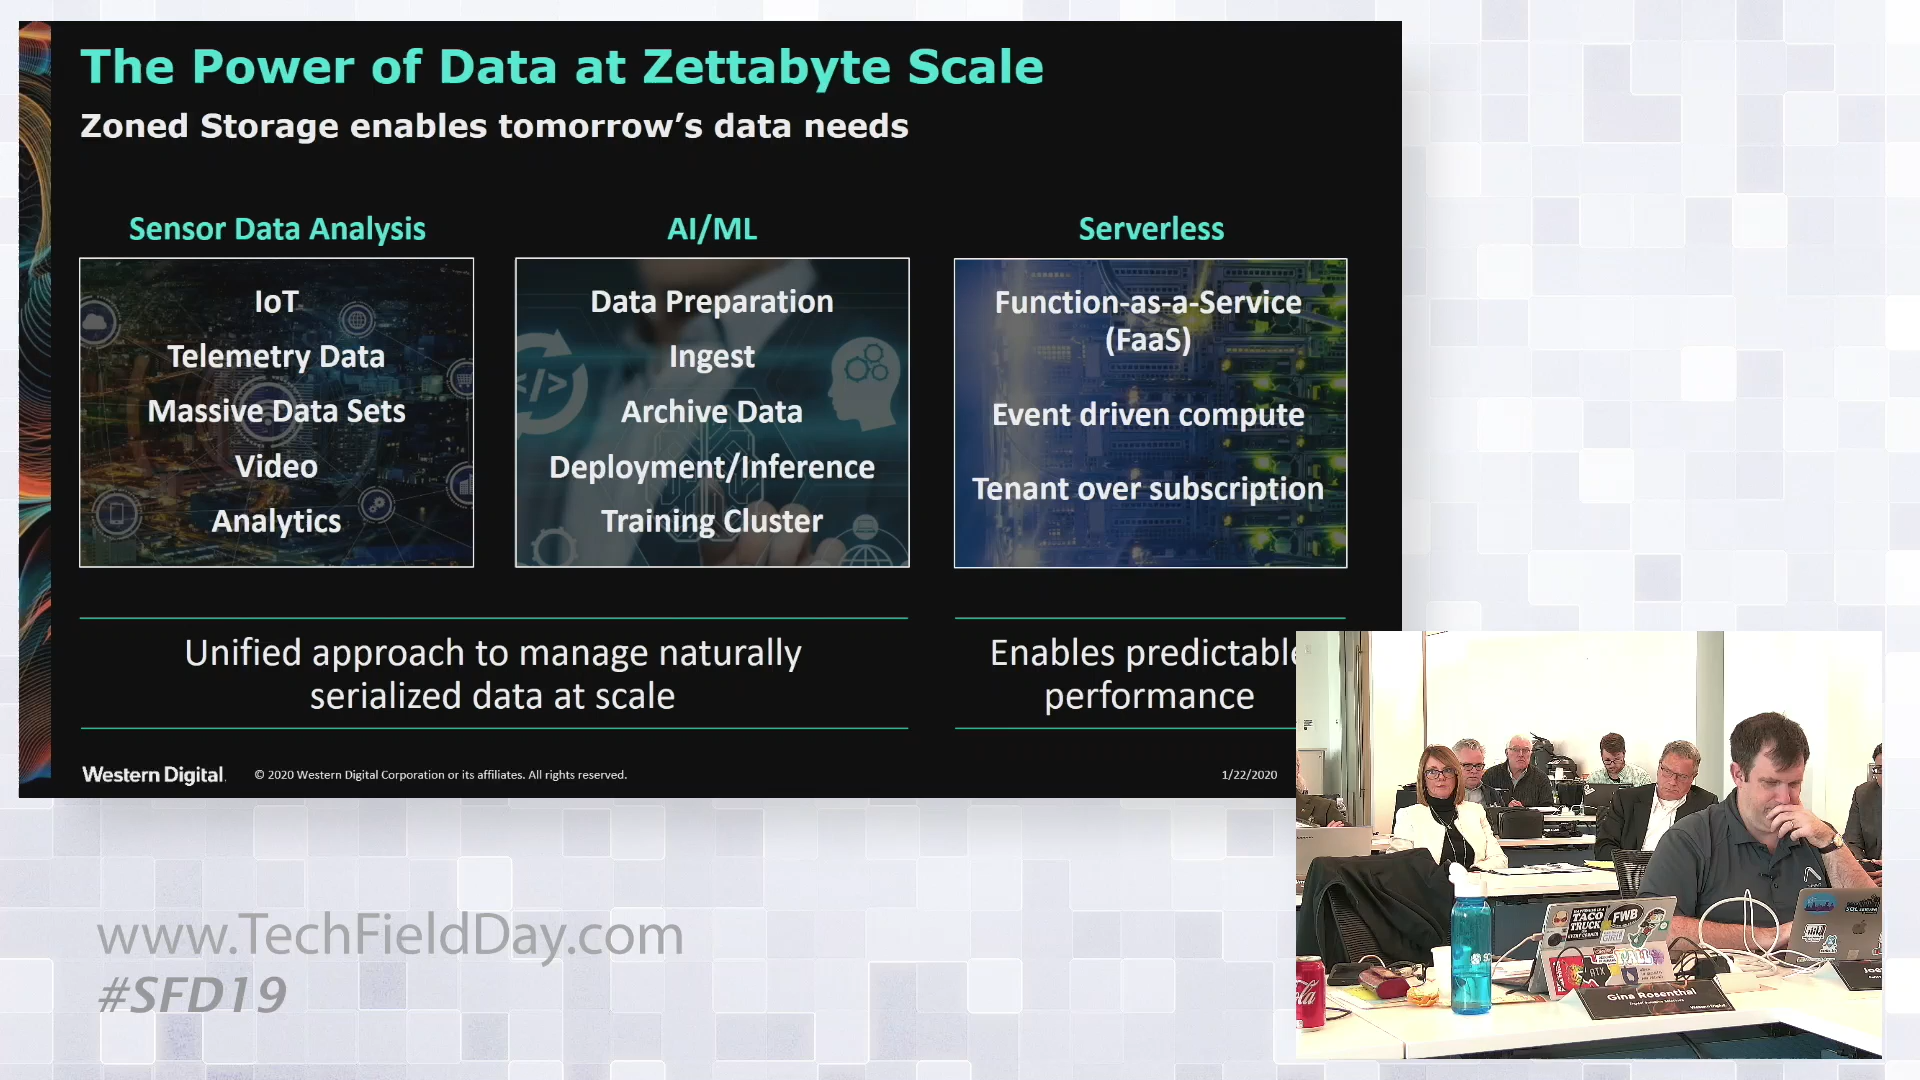 The Power of Data at Zettabyte Scale
Zoned Storage enables tomorrow's data needs
Sensor Data Analysis
IoT
Telemetry Data
Massive Data Sets
Video
Analytics
AI/ML
Data Preparation
Ingest
Archive Data
Deployment/Inference
Training Cluster
Serverless
Function-as-a-Service
(FaaS)
Event driven compute
Tenant over subscription
Unified approach to manage naturally
serialized data at scale
Enables predictable
performance
Western Digital
© 2020 Western Digital Corporation or its affiliates. All rights reserved.
1/22/2020
www.TechFieldDay.com
#SFD19
TACO
TRUCK
FWB
ATX
Gina Rosenthal